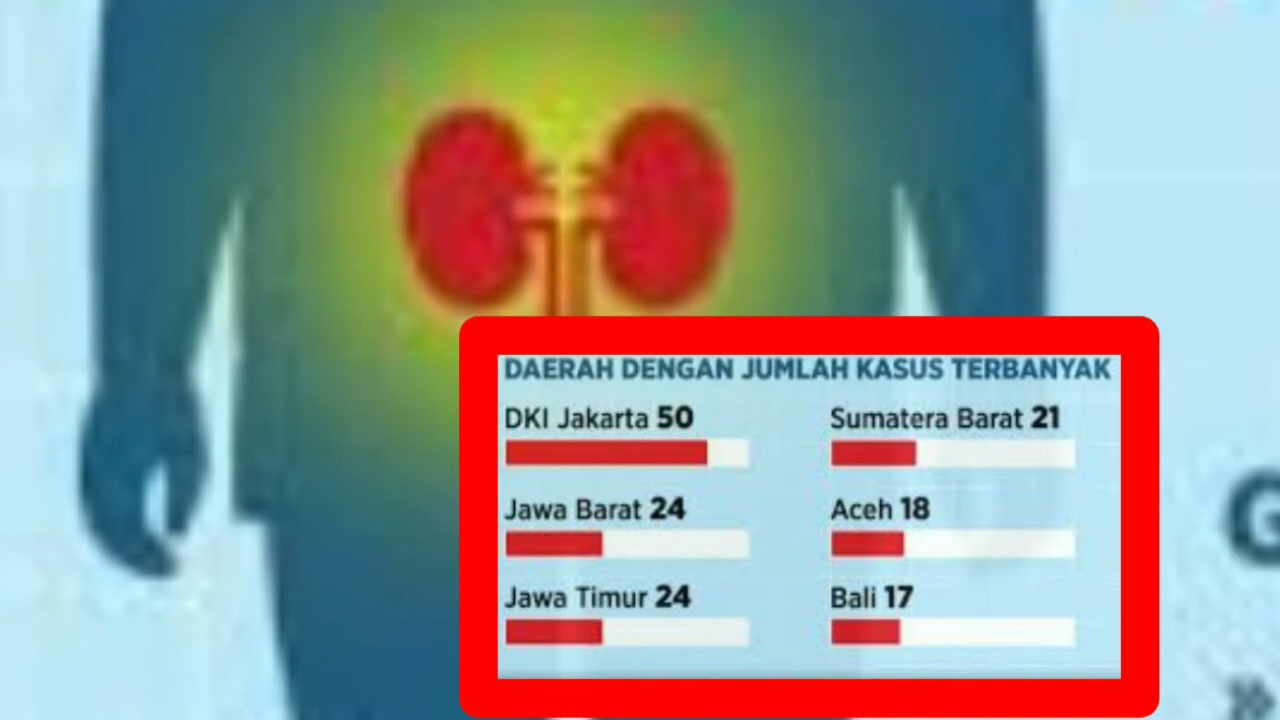 DAERAH DENGAN JUMLAH KASUS TERBANYAK
DKI Jakarta 50
Sumatera Barat 21
Jawa Barat 24
Aceh 18
Jawa Timur 24
Bali 17
G